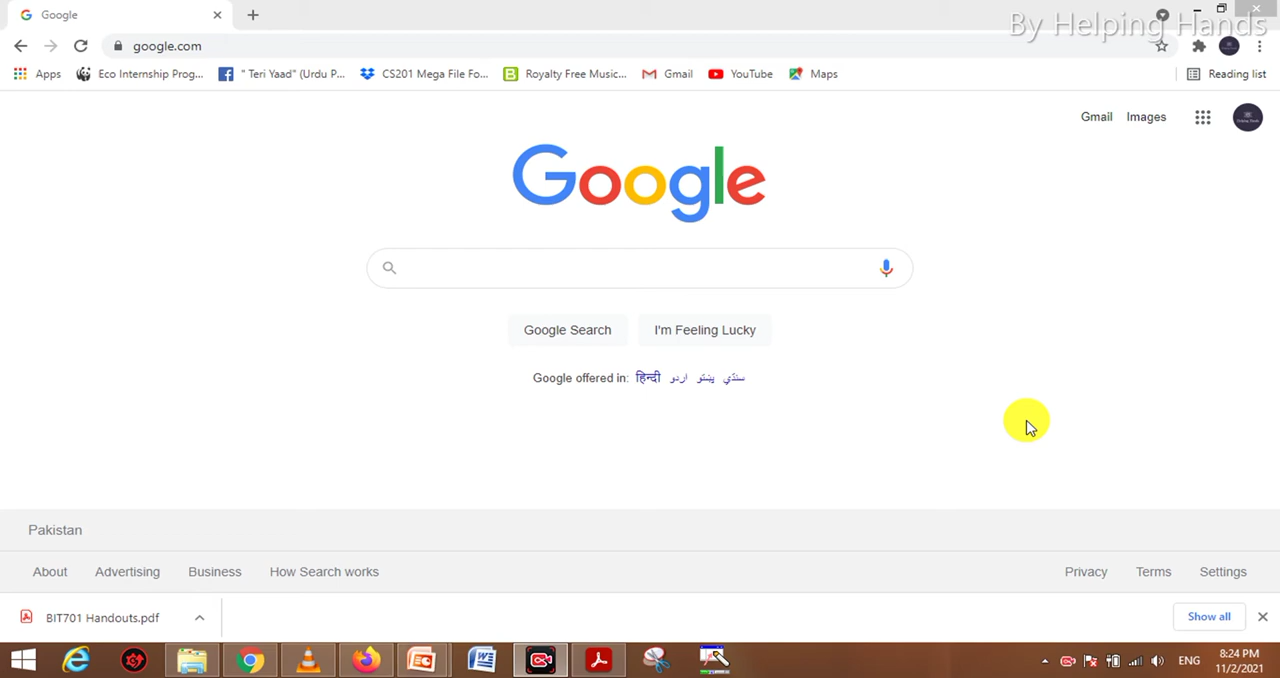 Google
By Helping Hands
google.com
Apps
Eco Internship Prog...
" Teri Yaad" (Urdu P...
CS201 Mega File Fo...
Royalty Free Music...
Gmail
YouTube
Maps
Reading list
Gmail Images
Google
Google Search
I'm Feeling Lucky
Google offered in: हिन्दी اردو پښتو سنڌي
Pakistan
About Advertising Business How Search works
Privacy Terms Settings
BIT701 Handouts.pdf
Show all
ENG
8:24 PM
11/2/2021